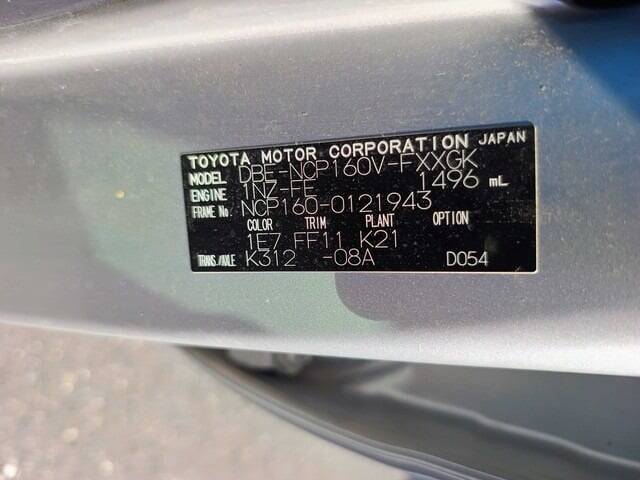 TOYOTA MOTOR CORPORATION JAPAN
MODEL DBE-NCP160V-FXXGK
ENGINE 1NZ-FE 1496 mL
FRAME No. NCP160-0121943
COLOR TRIM PLANT OPTION
1E7 FF11 K21
TRANS./AXLE K312 -08A D054